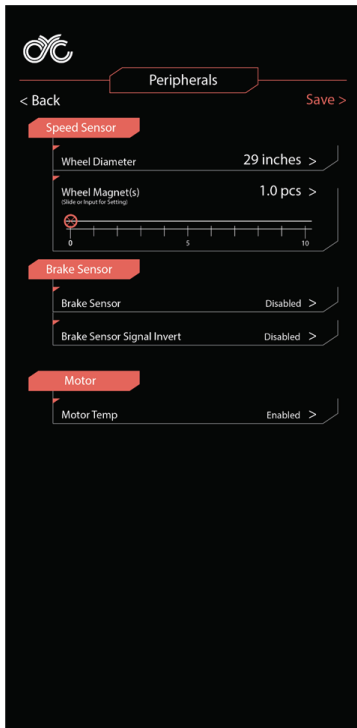 Peripherals
< Back
Save >
Speed Sensor
Wheel Diameter 29 inches >
Wheel Magnet(s) 1.0 pcs >
(Slide or Input for Setting)
0 5 10
Brake Sensor
Brake Sensor Disabled >
Brake Sensor Signal Invert Disabled >
Motor
Motor Temp Enabled >